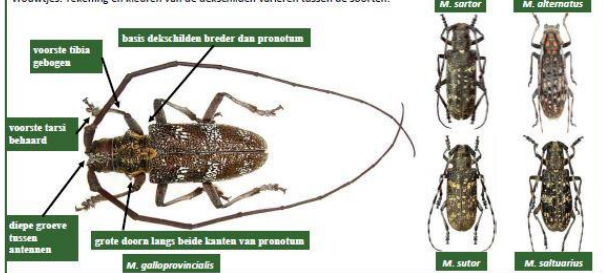 vrouwtjes. Tekening en kleuren van de dekschilden variëren tussen de soorten.
M. sartor
M. alternatus
basis dekschilden breder dan pronotum
voorste tibia
gebogen
voorste tarsi
behaard
diepe groeve
tussen
antennen
grote doorn langs beide kanten van pronotum
M. galloprovincialis
M. sutor
M. saltuarius